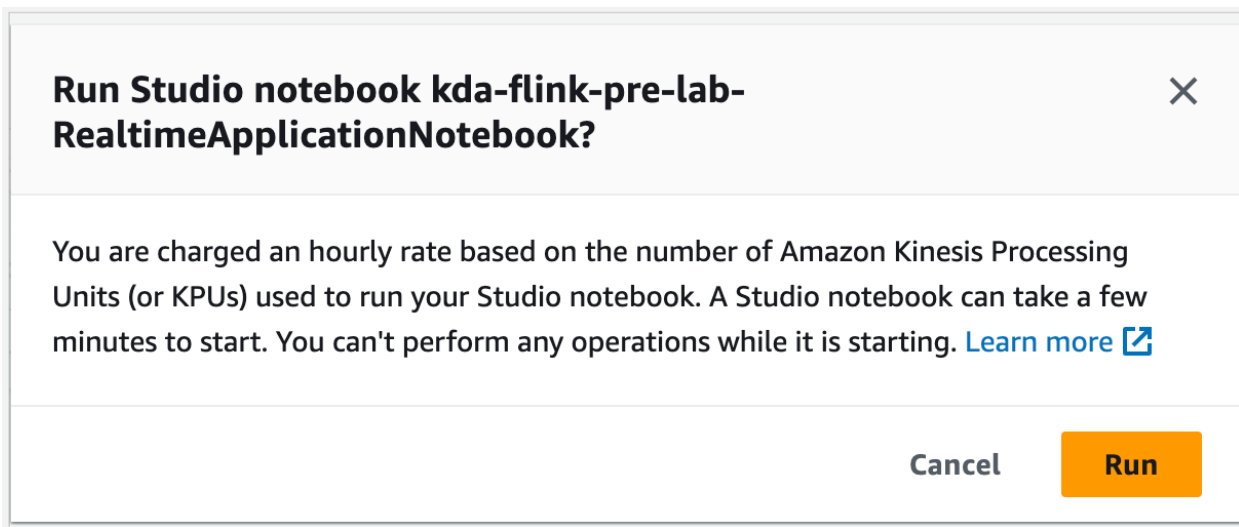 Run Studio notebook kda-flink-pre-lab-
RealtimeApplicationNotebook?
You are charged an hourly rate based on the number of Amazon Kinesis Processing
Units (or KPUs) used to run your Studio notebook. A Studio notebook can take a few
minutes to start. You can't perform any operations while it is starting. Learn more
Cancel Run